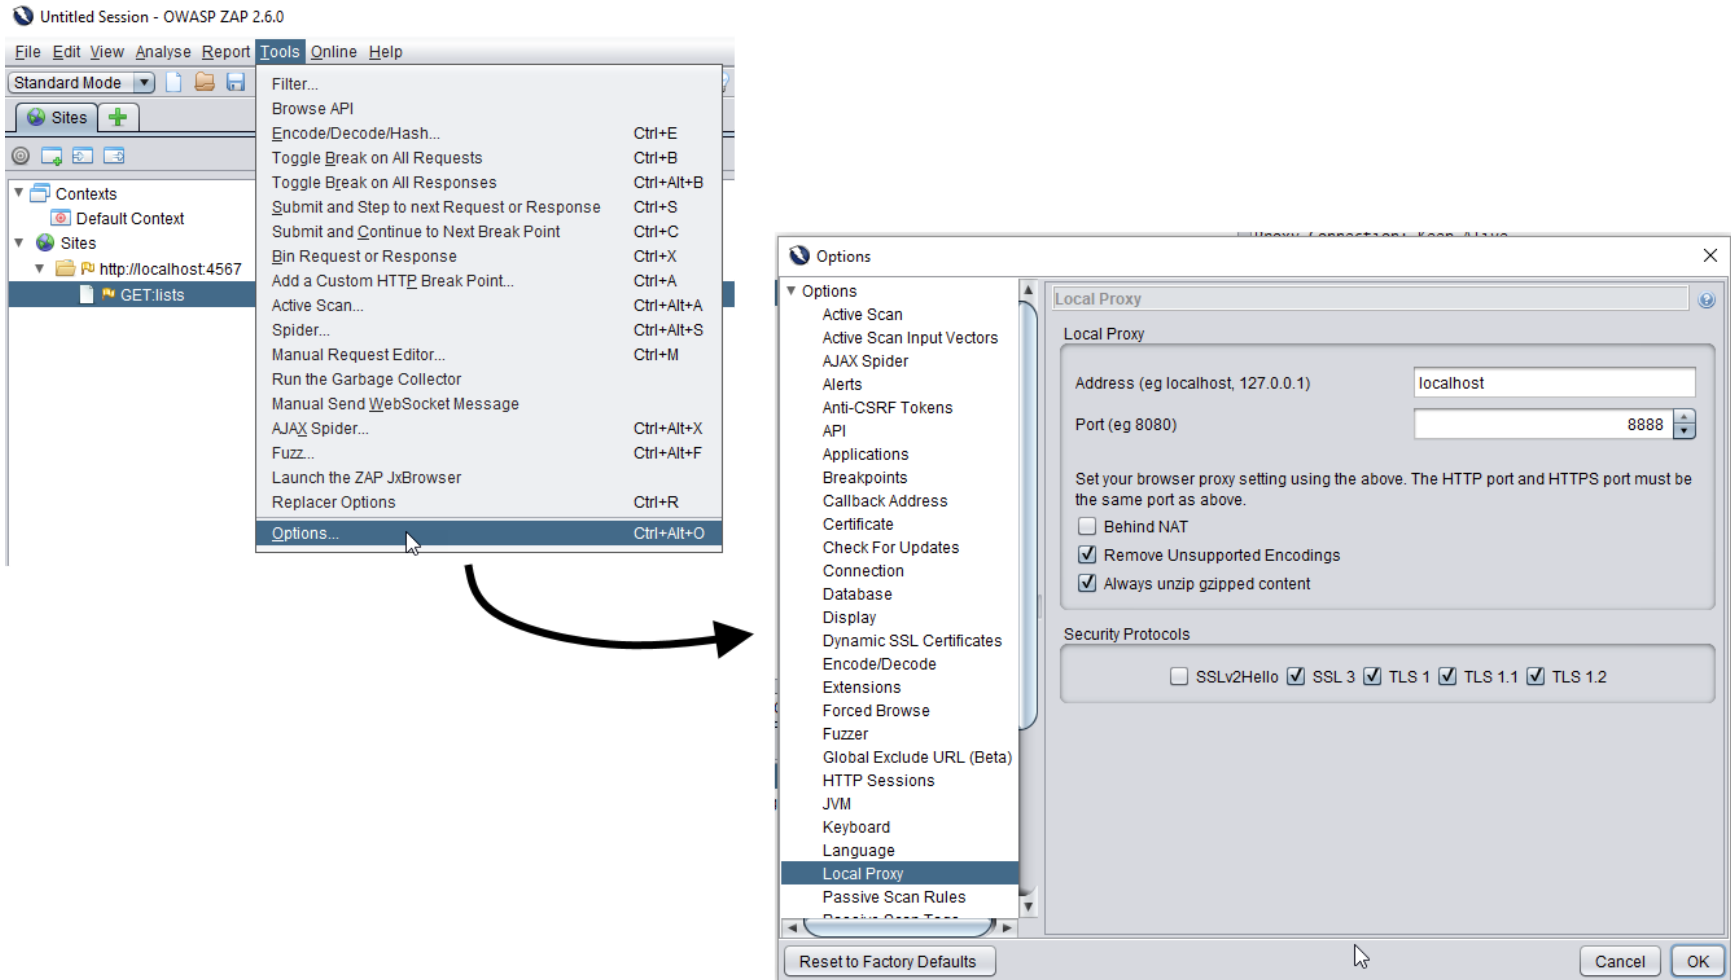 Untitled Session - OWASP ZAP 2.6.0
File Edit View Analyse Report Tools Online Help
Standard Mode
Sites
Contexts
Default Context
Sites
http://localhost:4567
GET:lists
Filter...
Browse API
Encode/Decode/Hash... Ctrl+E
Toggle Break on All Requests Ctrl+B
Toggle Break on All Responses Ctrl+Alt+B
Submit and Step to next Request or Response Ctrl+S
Submit and Continue to Next Break Point Ctrl+C
Bin Request or Response Ctrl+X
Add a Custom HTTP Break Point... Ctrl+A
Active Scan... Ctrl+Alt+A
Spider... Ctrl+Alt+S
Manual Request Editor... Ctrl+M
Run the Garbage Collector
Manual Send WebSocket Message
AJAX Spider... Ctrl+Alt+X
Fuzz... Ctrl+Alt+F
Launch the ZAP JxBrowser
Replacer Options Ctrl+R
Options... Ctrl+Alt+O
Options
Options
Active Scan
Active Scan Input Vectors
AJAX Spider
Alerts
Anti-CSRF Tokens
API
Applications
Breakpoints
Callback Address
Certificate
Check For Updates
Connection
Database
Display
Dynamic SSL Certificates
Encode/Decode
Extensions
Forced Browse
Fuzzer
Global Exclude URL (Beta)
HTTP Sessions
JVM
Keyboard
Language
Local Proxy
Passive Scan Rules
Passive Scan Tags
Local Proxy
Local Proxy
Address (eg localhost, 127.0.0.1) localhost
Port (eg 8080) 8888
Set your browser proxy setting using the above. The HTTP port and HTTPS port must be
the same port as above.
Behind NAT
Remove Unsupported Encodings
Always unzip gzipped content
Security Protocols
SSLv2Hello SSL 3 TLS 1 TLS 1.1 TLS 1.2
Reset to Factory Defaults Cancel OK